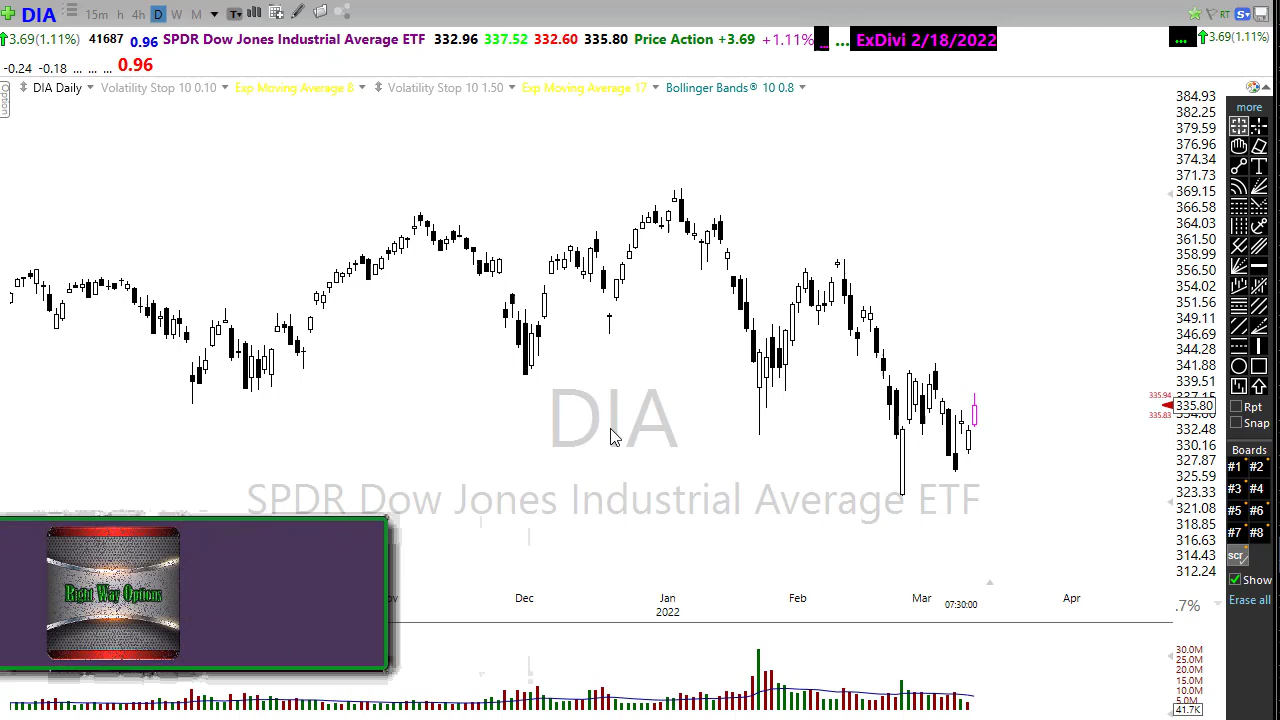 DIA 15m h 4h D W M T RT S
3.69(1.11%) 41687 0.96 SPDR Dow Jones Industrial Average ETF 332.96 337.52 332.60 335.80 Price Action +3.69 +1.11% ... ... ExDivi 2/18/2022 ... 3.69(1.11%)
-0.24 -0.18 ... ... 0.96
Option DIA Daily Volatility Stop 10 0.10 Exp Moving Average 8 Volatility Stop 10 1.50 Exp Moving Average 17 Bollinger Bands® 10 0.8
384.93
382.25
379.59
376.96
374.34
371.73
369.15
366.58
364.03
361.50
358.99
356.50
354.02
351.56
349.11
346.69
344.28
341.88
339.51
335.94
335.80
335.83
332.48
330.16
327.87
325.59
323.33
321.08
318.85
316.63
314.43
312.24
more
T
Rpt
Snap
Boards
#1 #2
#3 #4
#5 #6
#7 #8
scr
Show
Erase all
DIA
SPDR Dow Jones Industrial Average ETF
Right Way Options
Dec Jan Feb Mar Apr
2022 07:30:00
.7%
30.0M
25.0M
20.0M
15.0M
10.0M
41.7K